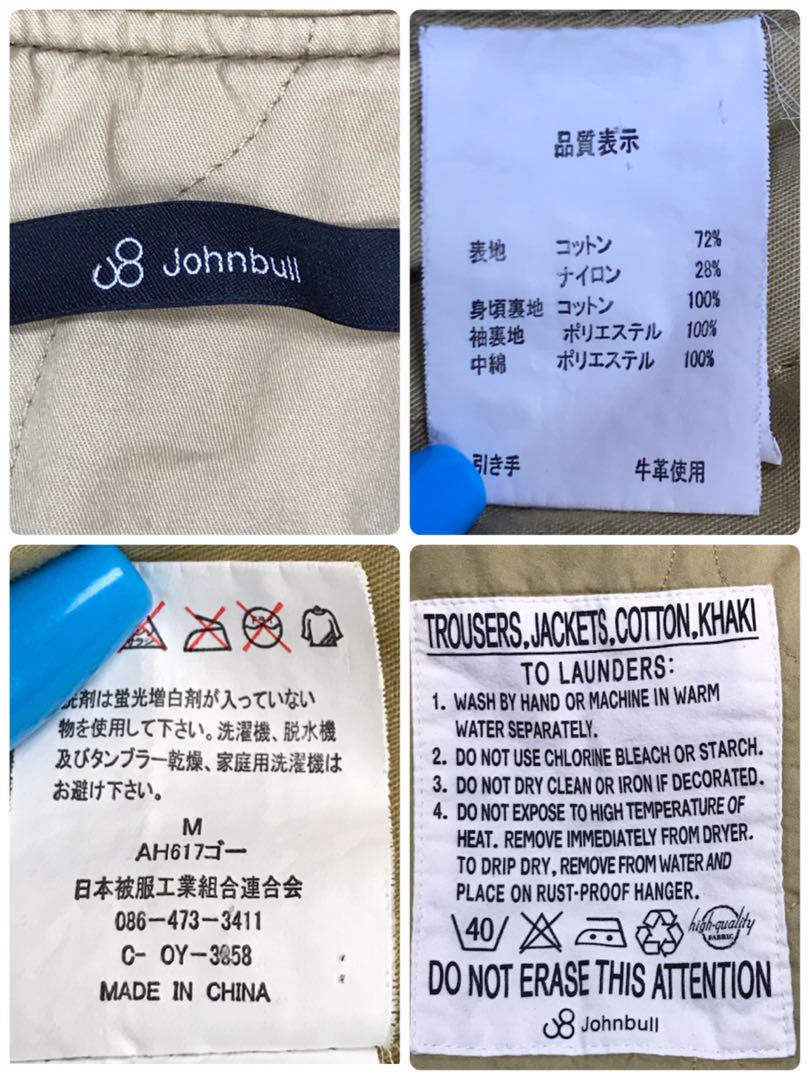 Johnbull
品質表示
表地 コットン 72%
ナイロン 28%
身頃裏地 コットン 100%
袖裏地 ポリエステル 100%
中綿 ポリエステル 100%
引き手 牛革使用
洗剤は蛍光増白剤が入っていない
物を使用して下さい。洗濯機、脱水機
及びタンブラー乾燥、家庭用洗濯機は
お避け下さい。
M
AH617ゴー
日本被服工業組合連合会
086-473-3411
C- OY-3858
MADE IN CHINA
TROUSERS,JACKETS,COTTON,KHAKI
TO LAUNDERS:
1. WASH BY HAND OR MACHINE IN WARM
WATER SEPARATELY.
2. DO NOT USE CHLORINE BLEACH OR STARCH.
3. DO NOT DRY CLEAN OR IRON IF DECORATED.
4. DO NOT EXPOSE TO HIGH TEMPERATURE OF
HEAT. REMOVE IMMEDIATELY FROM DRYER.
TO DRIP DRY, REMOVE FROM WATER AND
PLACE ON RUST-PROOF HANGER.
40 high-quality
FABRIC
DO NOT ERASE THIS ATTENTION
Johnbull